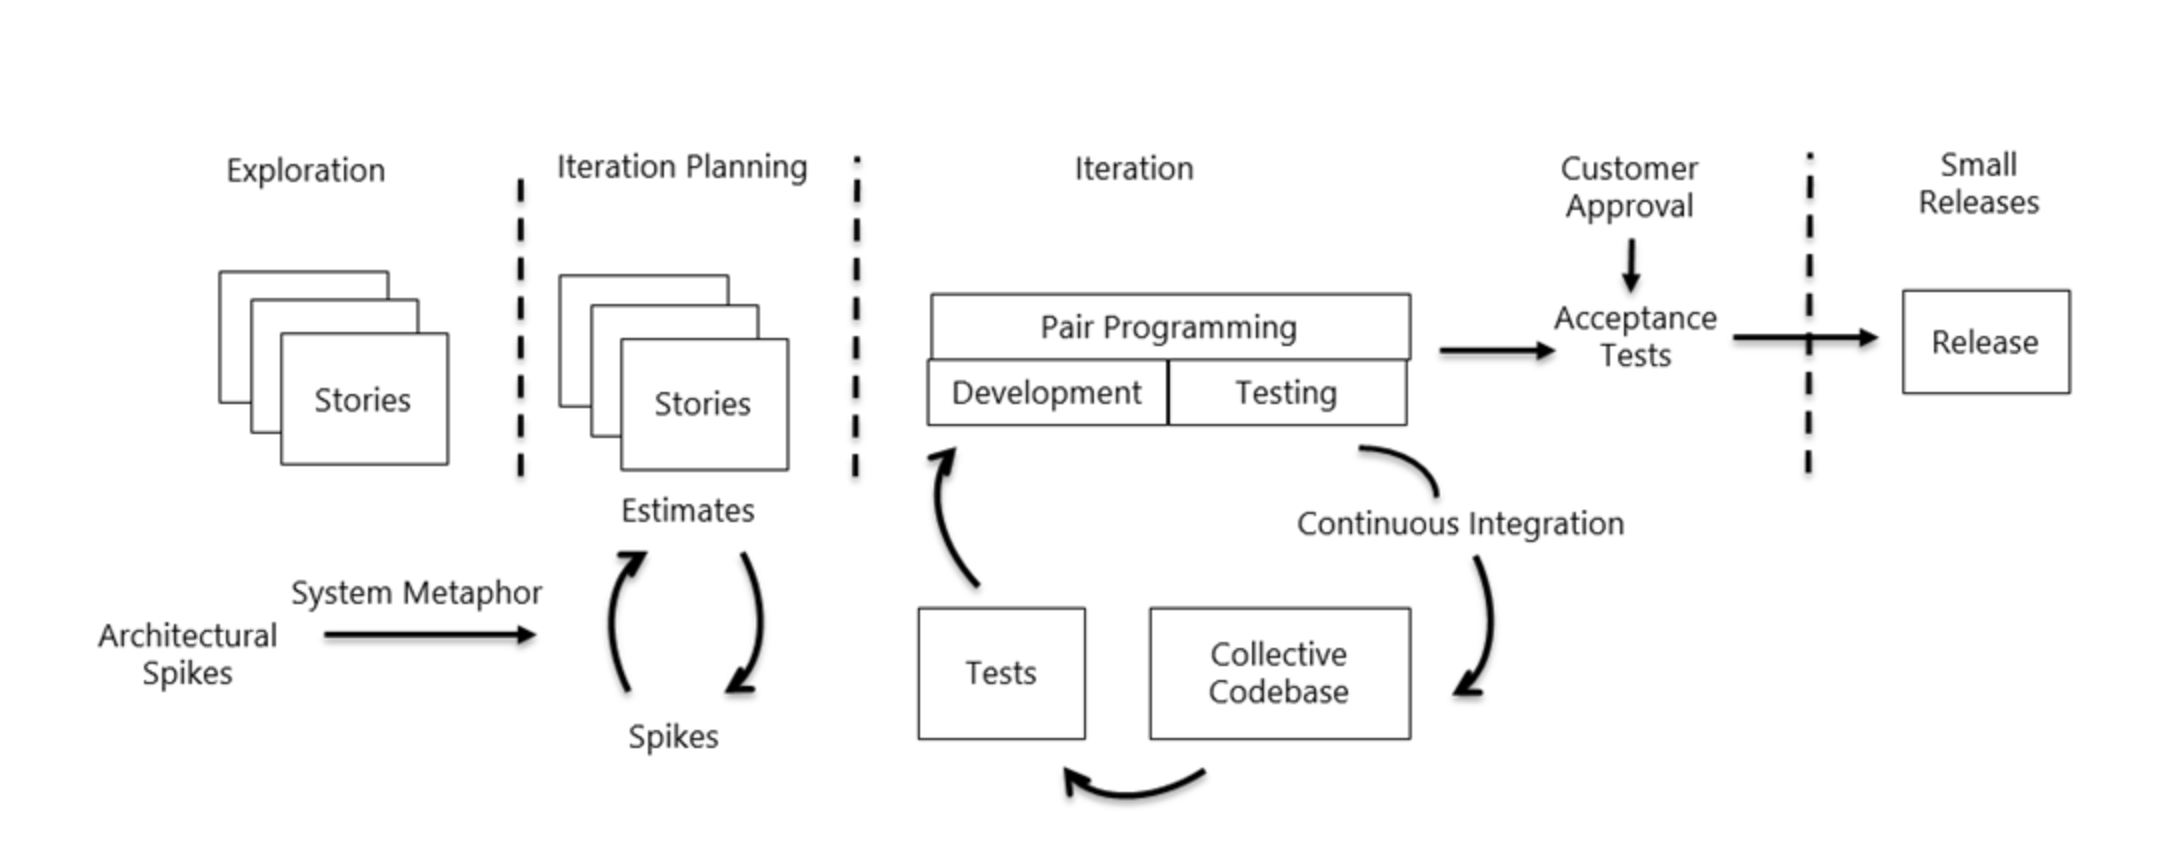 Exploration
Iteration Planning
Iteration
Customer
Approval
Small
Releases
Stories
Stories
Estimates
System Metaphor
Architectural
Spikes
Spikes
Pair Programming
Development
Testing
Acceptance
Tests
Release
Continuous Integration
Tests
Collective
Codebase